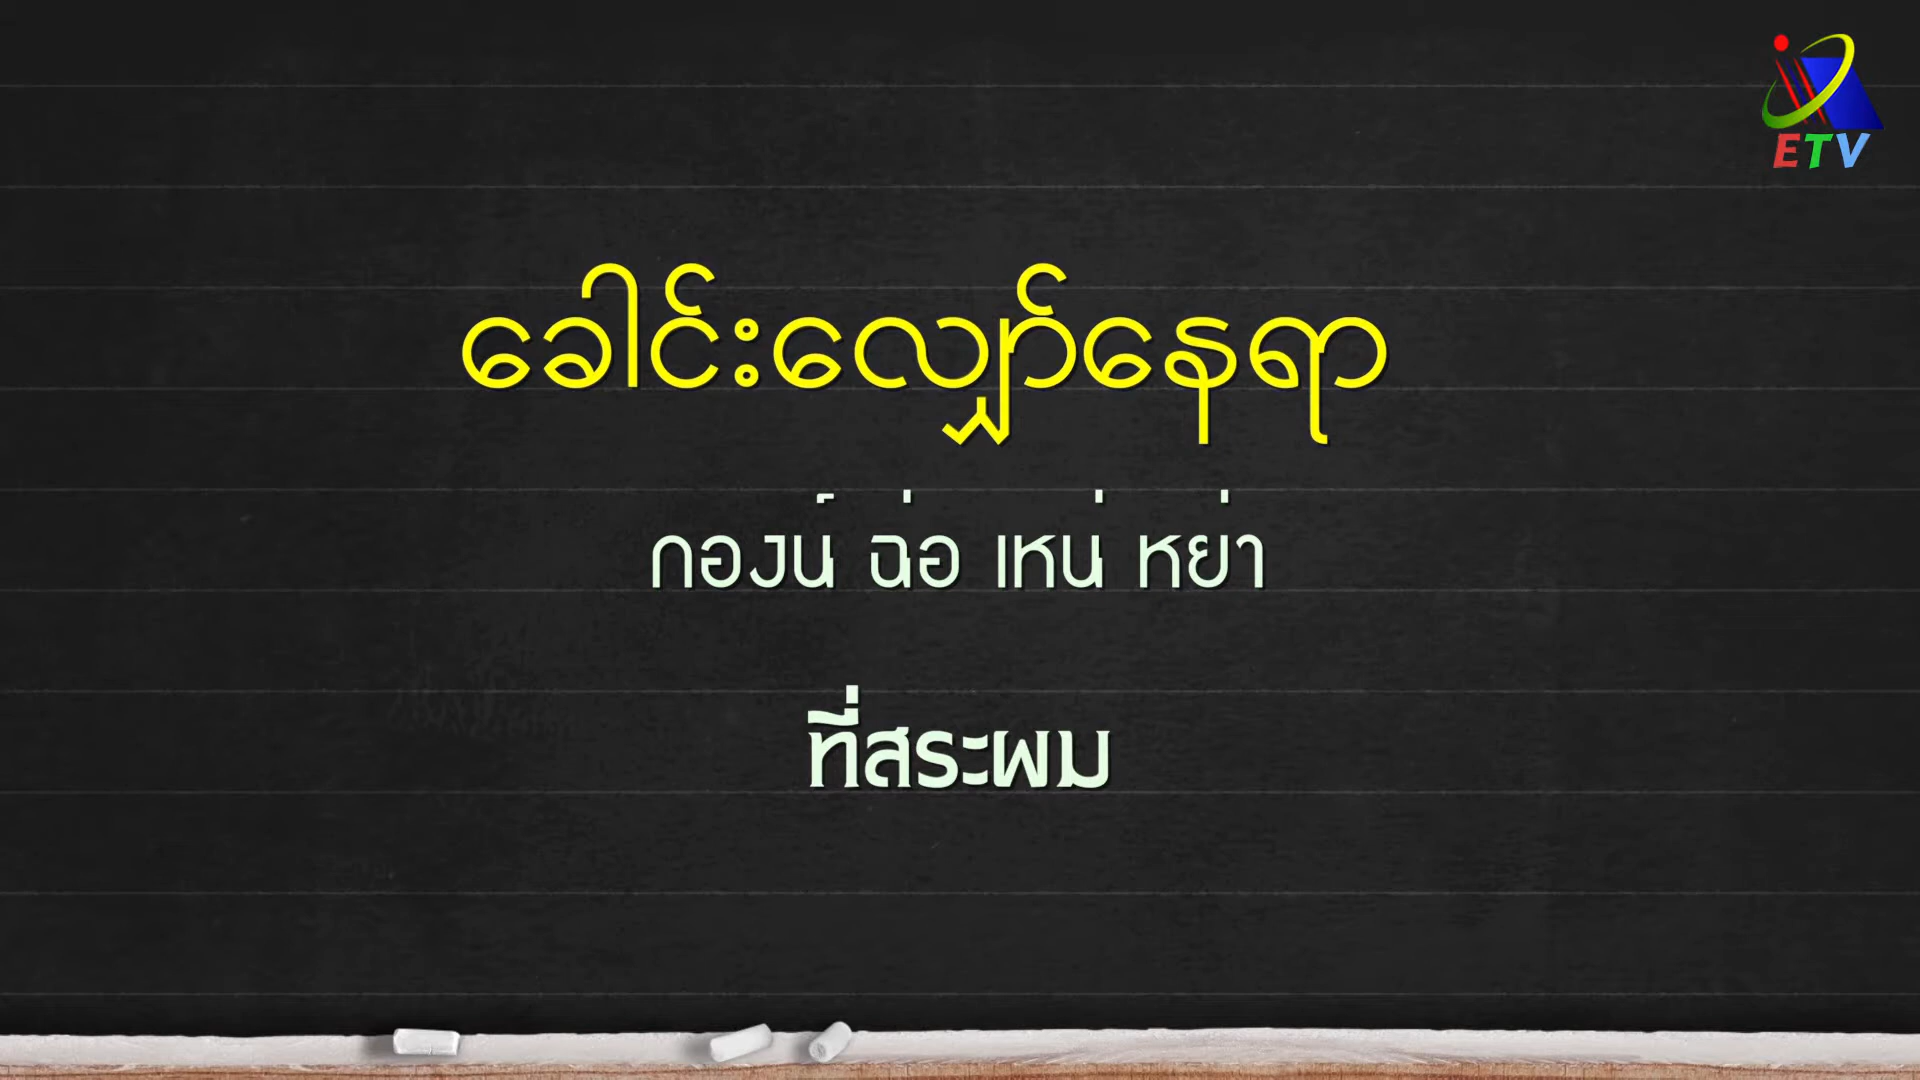 ETV
ခေါင်းလျှော်နေရာ
กองน์ ฉ่อ เหน่ หย่า
ที่สระผม